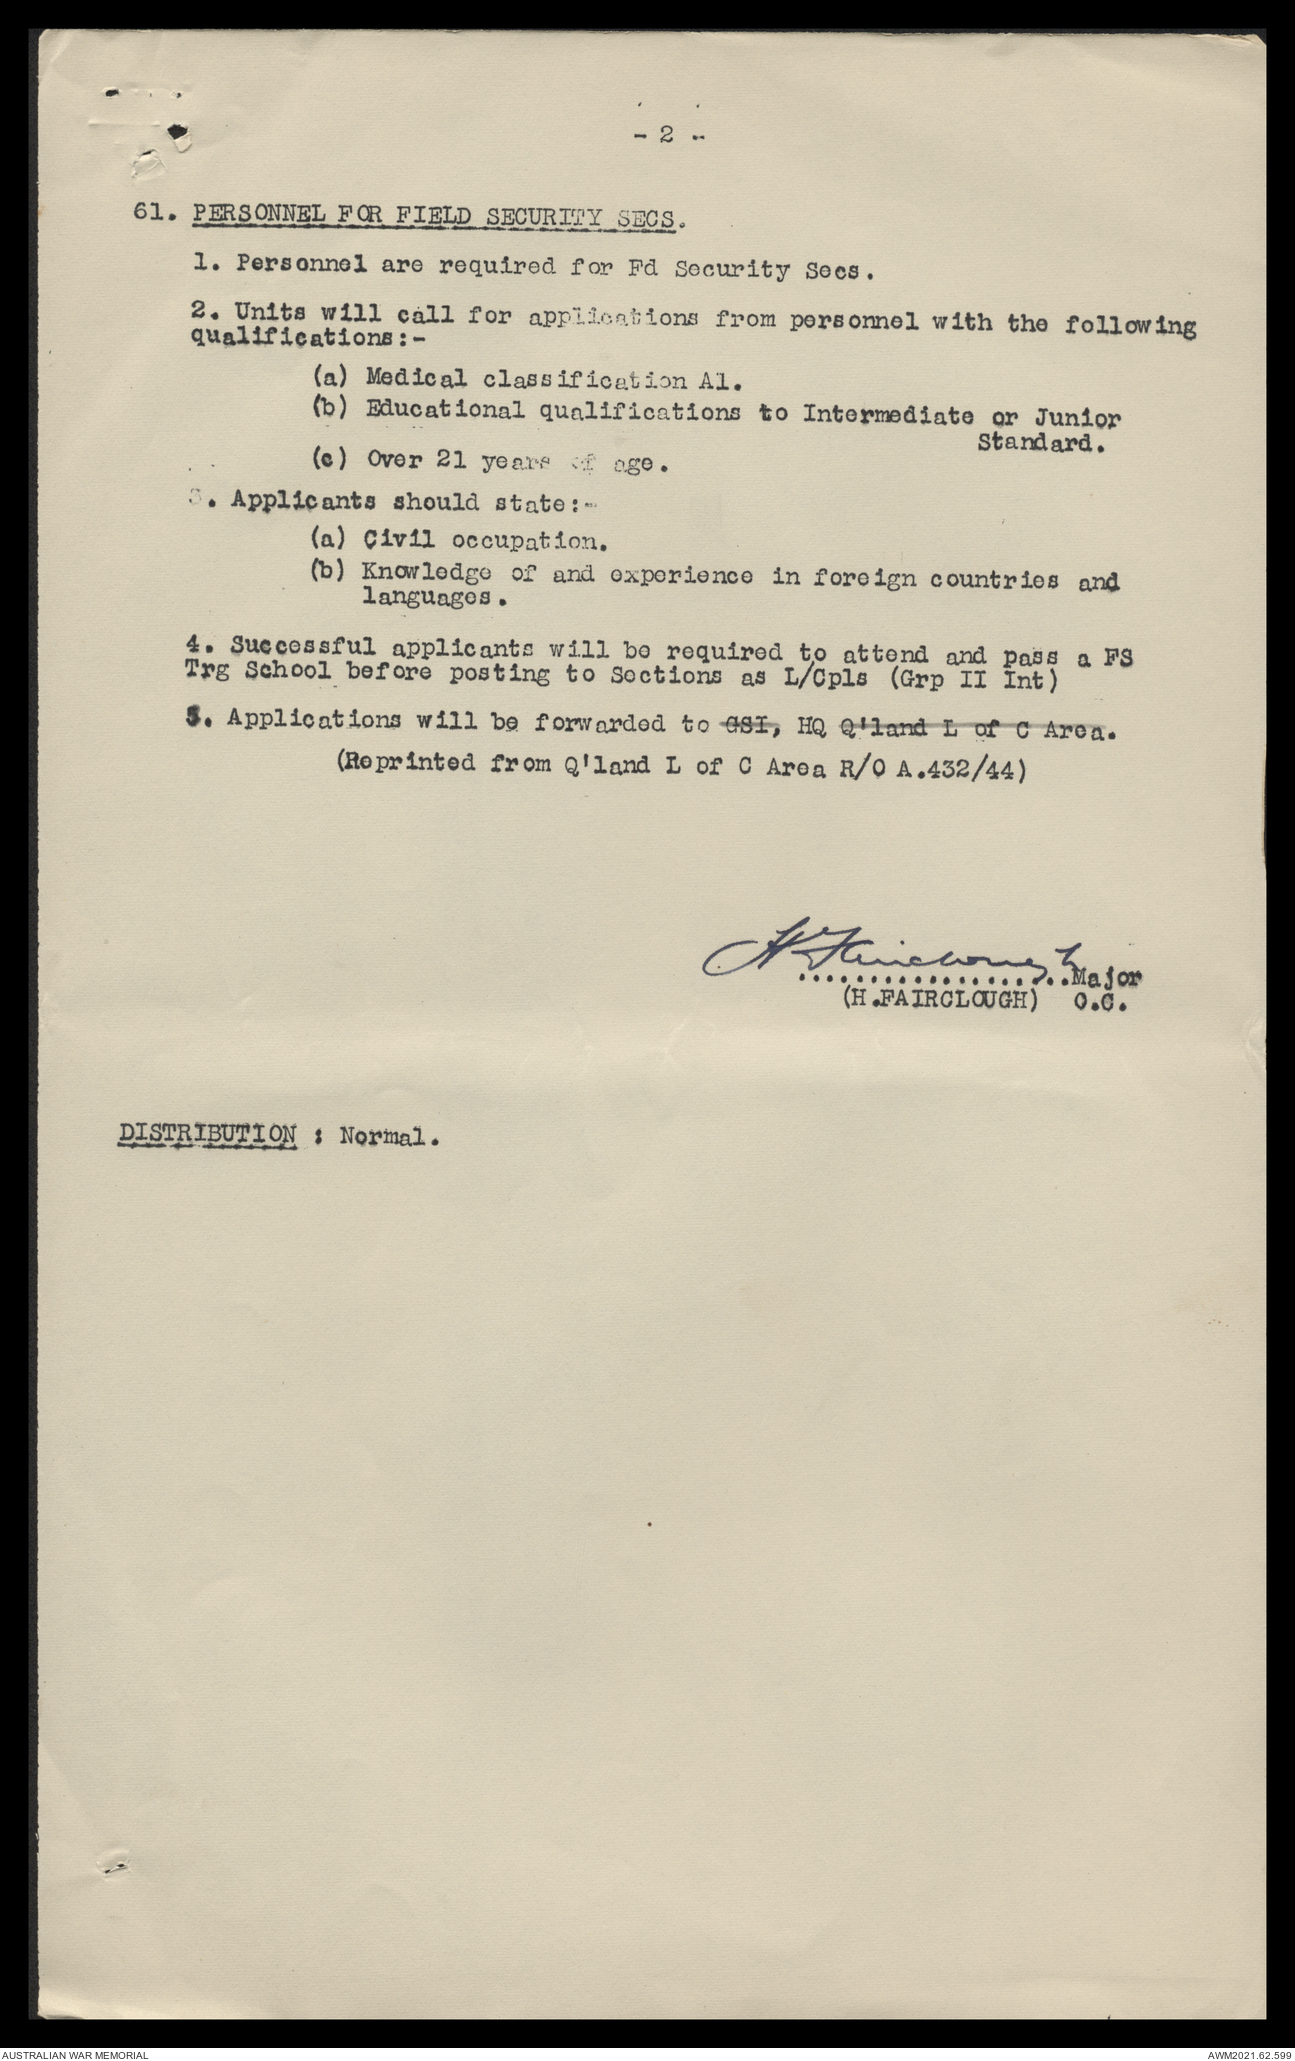 - 2 -
61. PERSONNEL FOR FIELD SECURITY SECS.
1. Personnel are required for Fd Security Secs.
2. Units will call for applications from personnel with the following
qualifications:-
(a) Medical classification A1.
(b) Educational qualifications to Intermediate or Junior
Standard.
(c) Over 21 years of age.
3. Applicants should state:-
(a) Civil occupation.
(b) Knowledge of and experience in foreign countries and
languages.
4. Successful applicants will be required to attend and pass a FS
Trg School before posting to Sections as L/Cpls (Grp II Int)
5. Applications will be forwarded to GSI, HQ Q'land L of C Area.
(Reprinted from Q'land L of C Area R/O A.432/44)
H Fairclough
...................Major
(H.FAIRCLOUGH) O.C.
DISTRIBUTION : Normal.
AUSTRALIAN WAR MEMORIAL
AWM2021.62.599